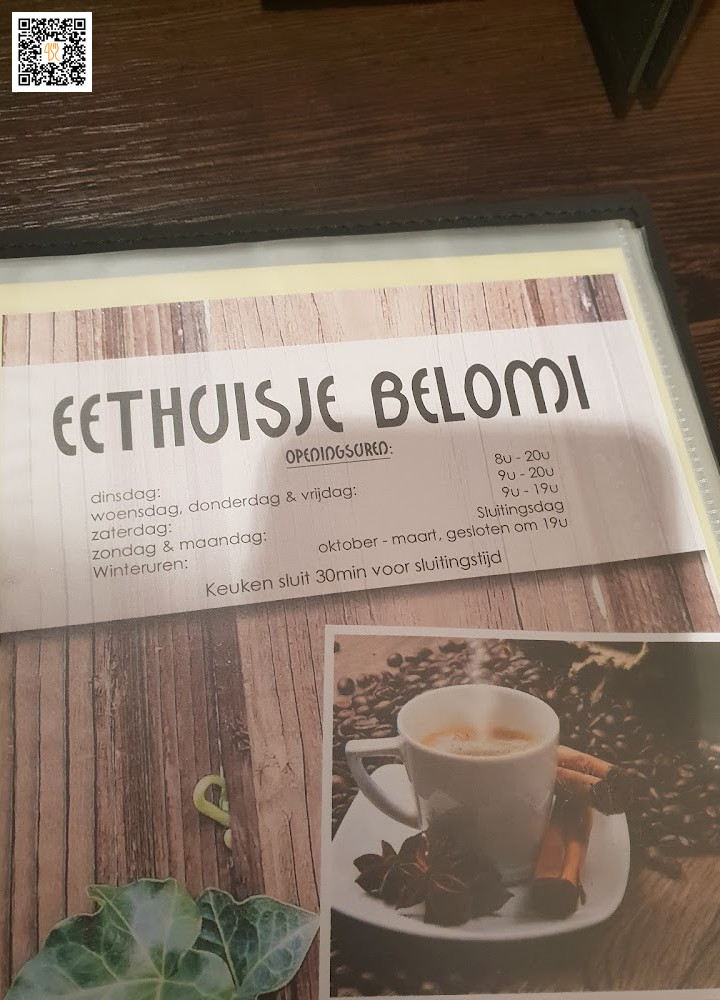 EETHUISJE BELOMI
OPENINGSUREN:
dinsdag: 8u - 20u
woensdag, donderdag & vrijdag: 9u - 20u
zaterdag: 9u - 19u
zondag & maandag: Sluitingsdag
Winteruren: oktober - maart, gesloten om 19u
Keuken sluit 30min voor sluitingstijd